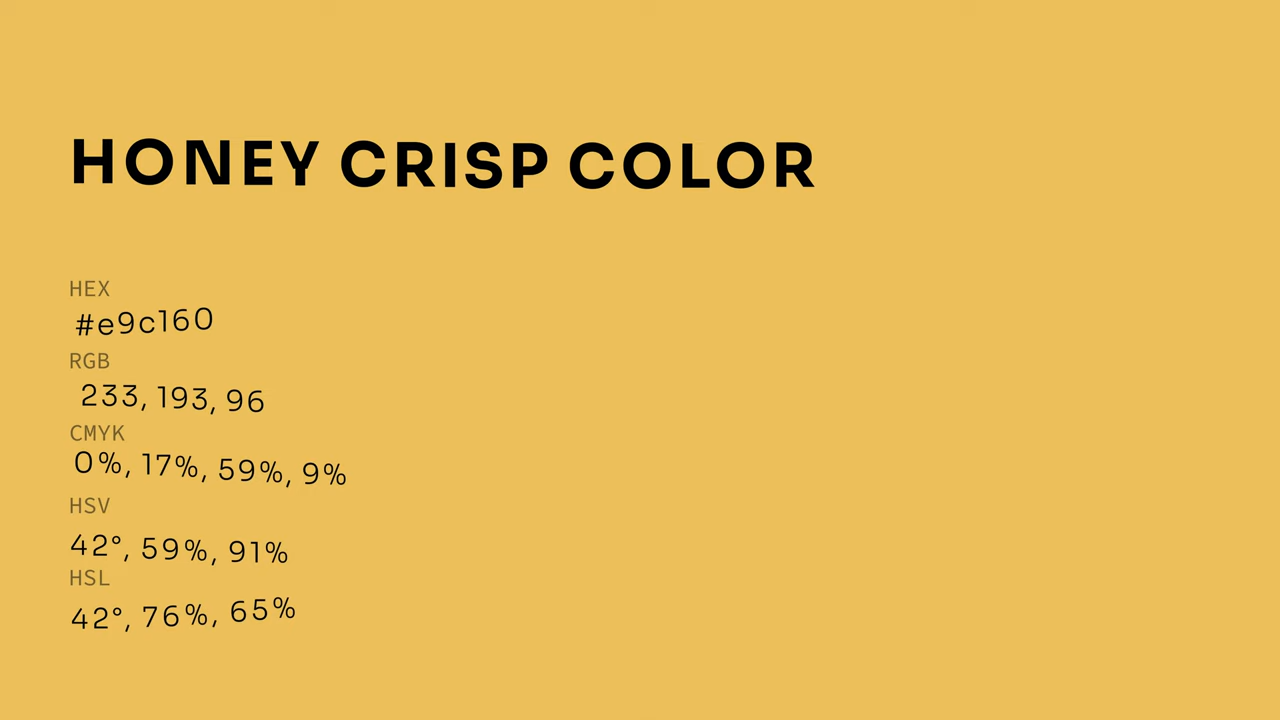 HONEY CRISP COLOR
HEX
#e9c160
RGB
233, 193, 96
CMYK
0%, 17%, 59%, 9%
HSV
42°, 59%, 91%
HSL
42°, 76%, 65%